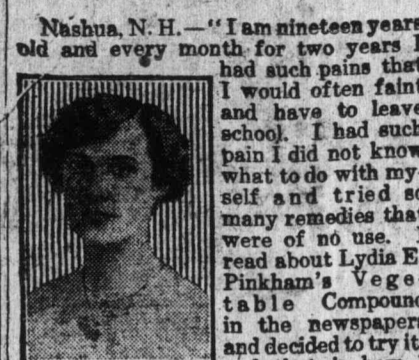 Nashua, N. H.—"I am nineteen years
old and every month for two years I
had such pains that
I would often faint
and have to leave
school. I had such
pain I did not know
what to do with my-
self and tried so
many remedies that
were of no use. I
read about Lydia E.
Pinkham's Vege-
table Compound
in the newspapers
and decided to try it